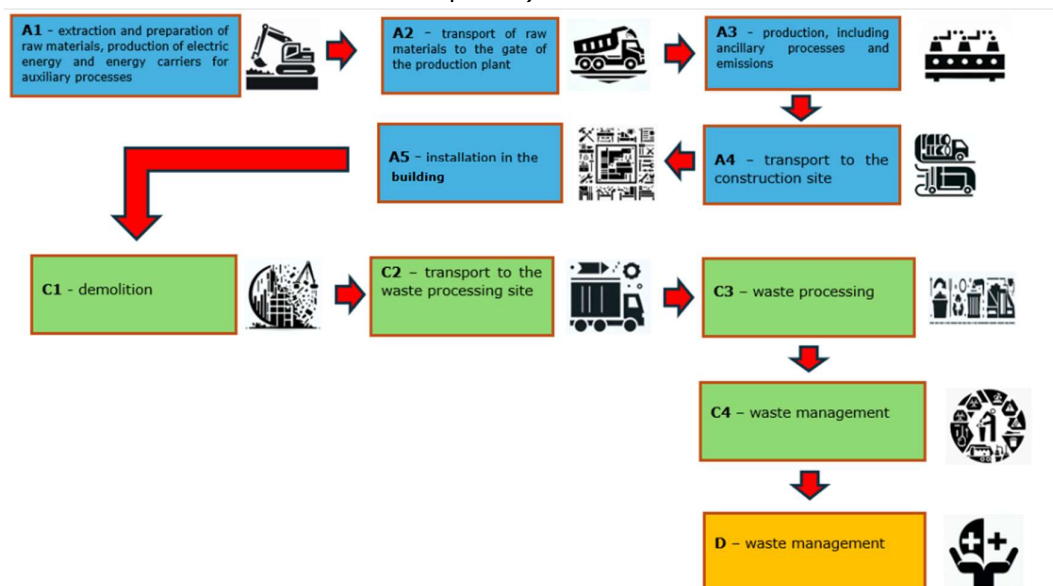 A1 - extraction and preparation of
raw materials, production of electric
energy and energy carriers for
auxiliary processes
A2 - transport of raw
materials to the gate of
the production plant
A3 - production, including
ancillary processes and
emissions
A4 - transport to the
construction site
A5 - installation in the
building
C1 - demolition
C2 – transport to the
waste processing site
C3 – waste processing
C4 – waste management
D – waste management